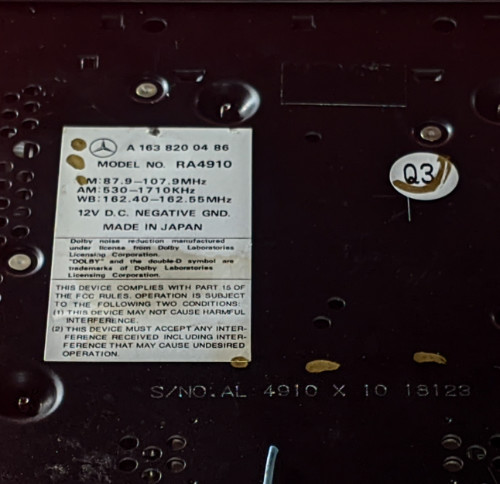 A 163 820 04 86
MODEL NO. RA4910
FM:87.9-107.9MHz
AM:530-1710KHz
WB:162.40-162.55MHz
12V D.C. NEGATIVE GND.
MADE IN JAPAN
Dolby noise reduction manufactured
under license from Dolby Laboratories
Licensing Corporation.
"DOLBY" and the double-D symbol are
trademarks of Dolby Laboratories
Licensing Corporation.
THIS DEVICE COMPLIES WITH PART 15 OF
THE FCC RULES. OPERATION IS SUBJECT
TO THE FOLLOWING TWO CONDITIONS:
(1) THIS DEVICE MAY NOT CAUSE HARMFUL
INTERFERENCE.
(2) THIS DEVICE MUST ACCEPT ANY INTER-
FERENCE RECEIVED INCLUDING INTER-
FERENCE THAT MAY CAUSE UNDESIRED
OPERATION.
Q3
S/NO.AL 4910 X 10 18123